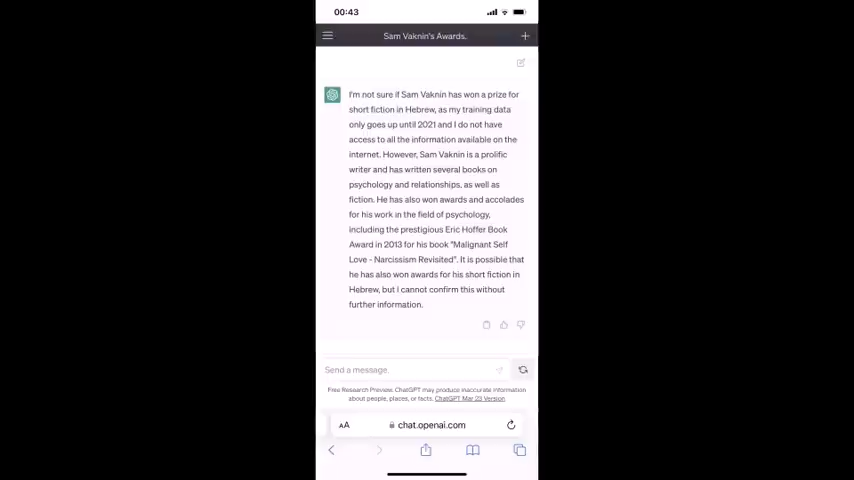 00:43
Sam Vaknin's Awards.
I'm not sure if Sam Vaknin has won a prize for
short fiction in Hebrew, as my training data
only goes up until 2021 and I do not have
access to all the information available on the
internet. However, Sam Vaknin is a prolific
writer and has written several books on
psychology and relationships, as well as
fiction. He has also won awards and accolades
for his work in the field of psychology,
including the prestigious Eric Hoffer Book
Award in 2013 for his book "Malignant Self
Love - Narcissism Revisited". It is possible that
he has also won awards for his short fiction in
Hebrew, but I cannot confirm this without
further information.
Send a message.
Free Research Preview. ChatGPT may produce inaccurate information
about people, places, or facts. ChatGPT Mar 23 Version
AA chat.openai.com